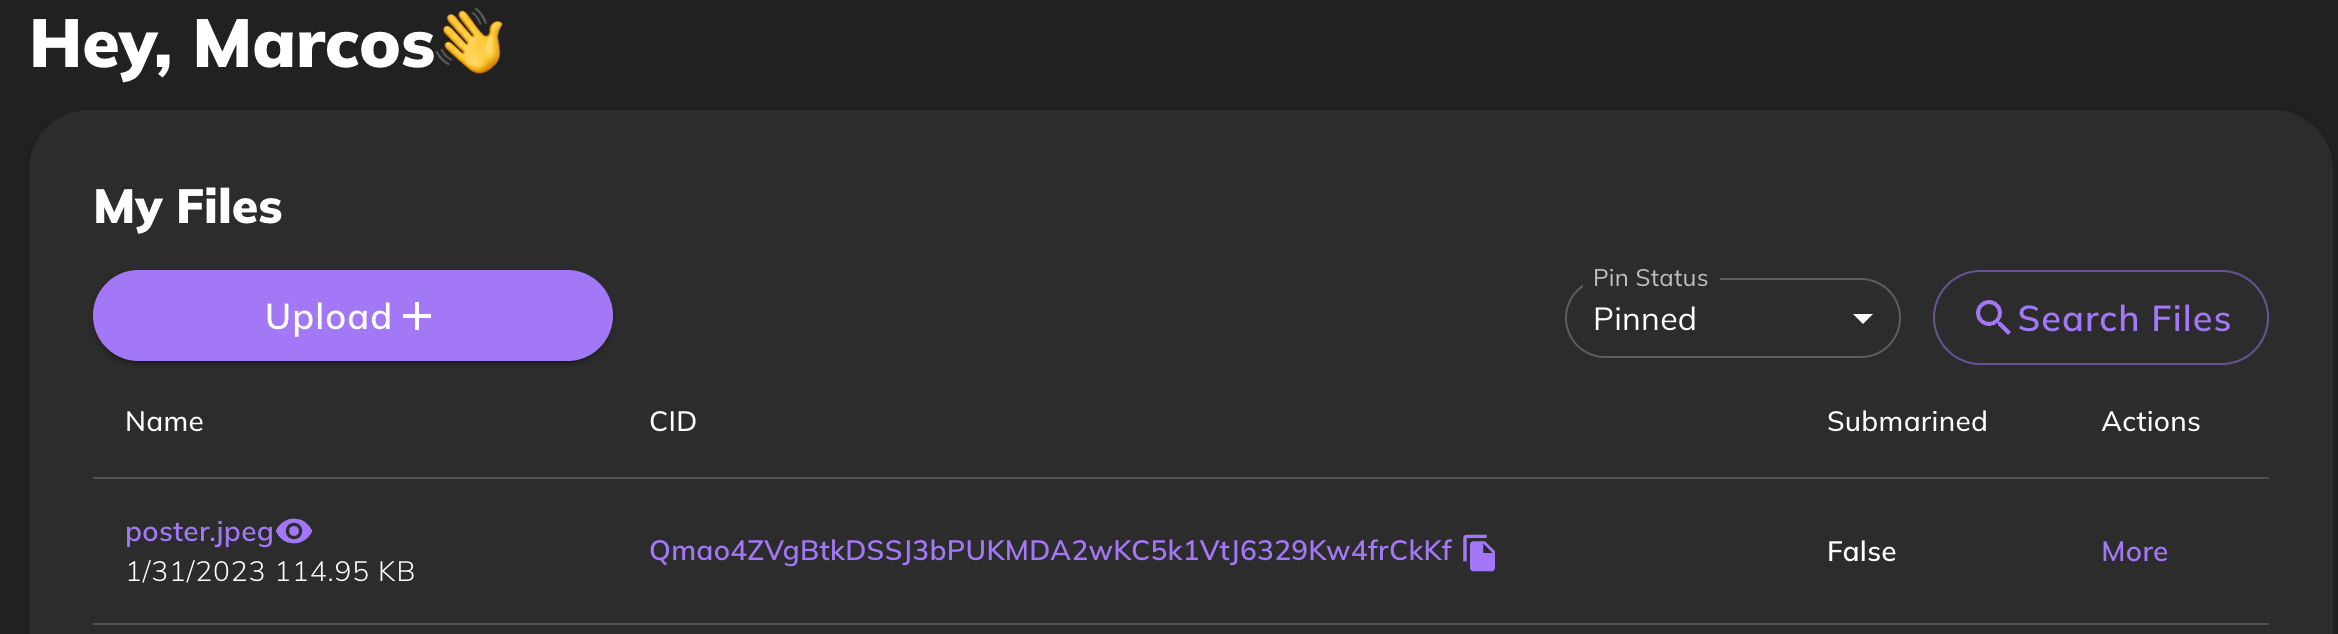 Hey, Marcos👋
My Files
Upload +
Pin Status
Pinned
Search Files
Name CID Submarined Actions
poster.jpeg
1/31/2023 114.95 KB
Qmao4ZVgBtkDSSJ3bPUKMDA2wKC5k1VtJ6329Kw4frCkKf
False
More